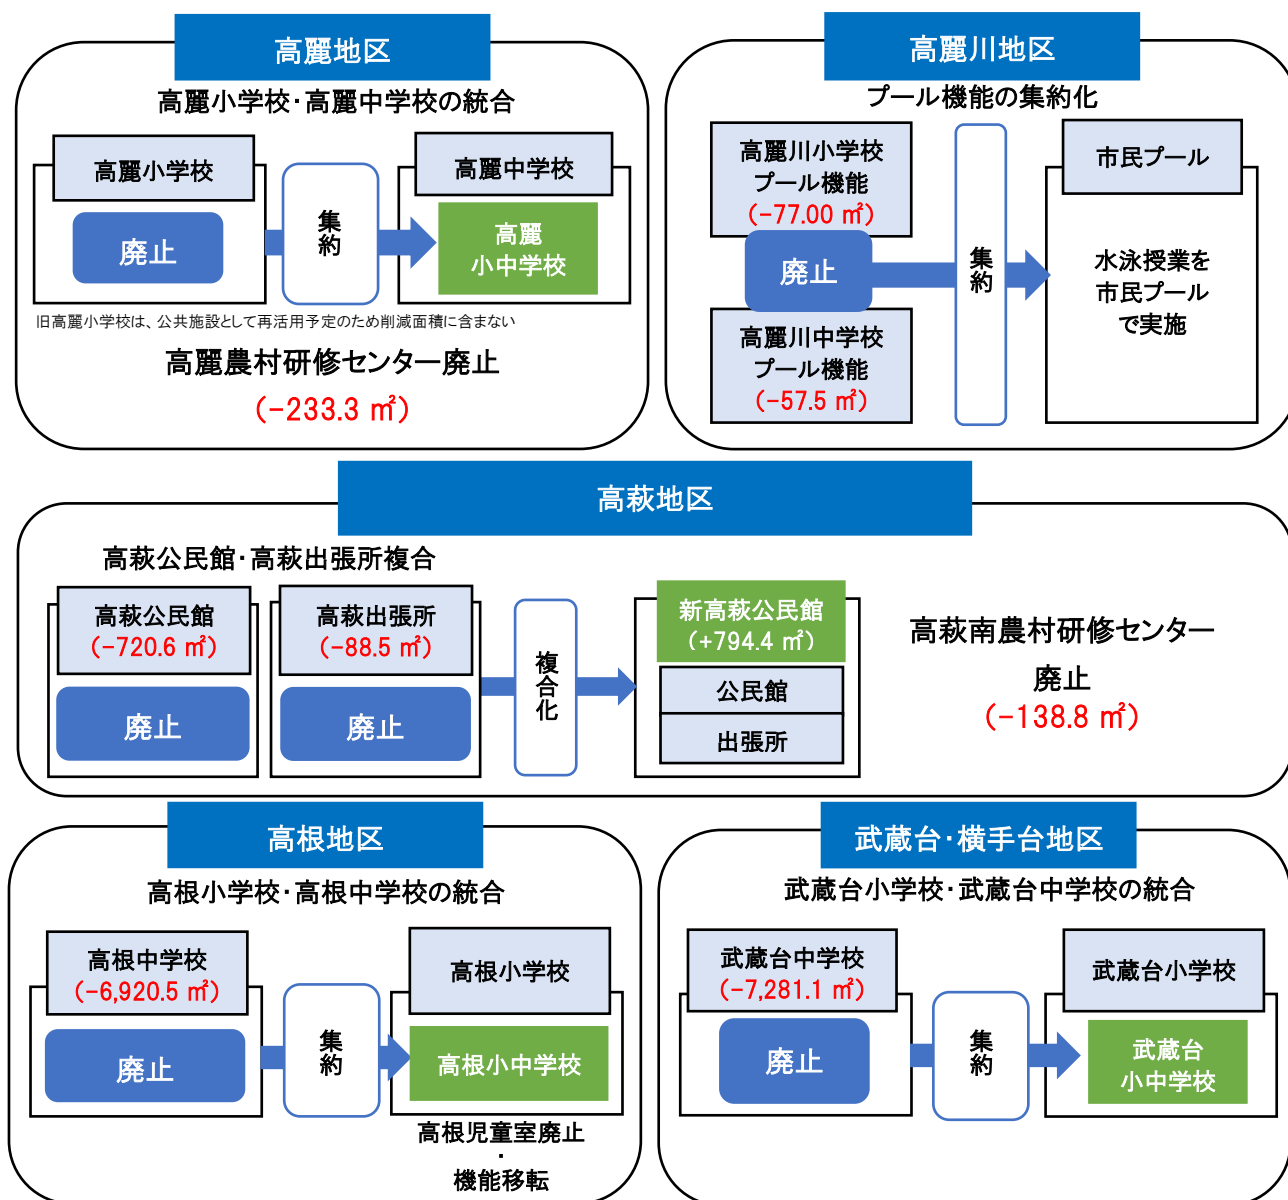 高麗地区
高麗小学校・高麗中学校の統合
高麗小学校
廃止
集約
高麗中学校
高麗
小中学校
旧高麗小学校は、公共施設として再活用予定のため削減面積に含まない
高麗農村研修センター廃止
(-233.3 ㎡)
高麗川地区
プール機能の集約化
高麗川小学校
プール機能
(-77.00 ㎡)
廃止
高麗川中学校
プール機能
(-57.5 ㎡)
集約
市民プール
水泳授業を
市民プール
で実施
高萩地区
高萩公民館・高萩出張所複合
高萩公民館
(-720.6 ㎡)
廃止
高萩出張所
(-88.5 ㎡)
廃止
複合化
新高萩公民館
(+794.4 ㎡)
公民館
出張所
高萩南農村研修センター
廃止
(-138.8 ㎡)
高根地区
高根小学校・高根中学校の統合
高根中学校
(-6,920.5 ㎡)
廃止
集約
高根小学校
高根小中学校
高根児童室廃止
・
機能移転
武蔵台・横手台地区
武蔵台小学校・武蔵台中学校の統合
武蔵台中学校
(-7,281.1 ㎡)
廃止
集約
武蔵台小学校
武蔵台
小中学校